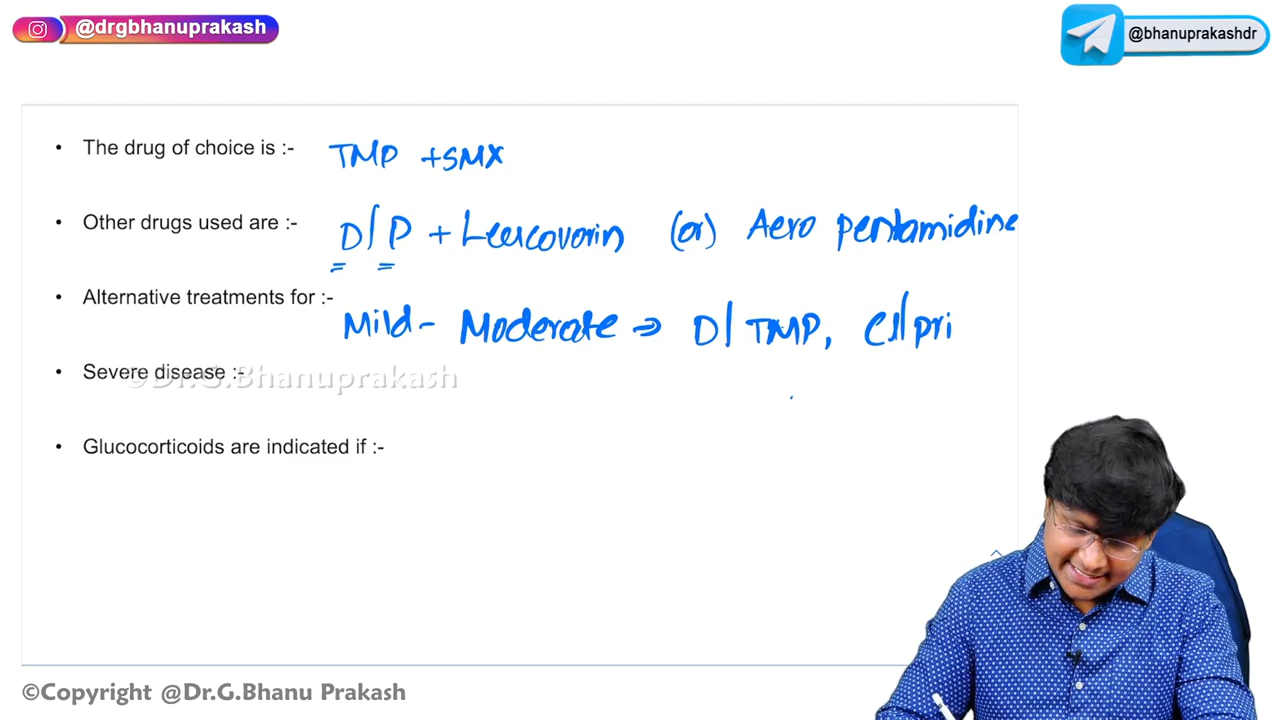 @drgbhanuprakash
@bhanuprakashdr
• The drug of choice is :- TMP + SMX
• Other drugs used are :- D/P + Leucovorin (or) Aero pentamidine
• Alternative treatments for :- Mild - Moderate ⇒ D/TMP, Cl/pri
• Severe disease :-
©Dr.G.Bhanuprakash
• Glucocorticoids are indicated if :-
©Copyright @Dr.G.Bhanu Prakash